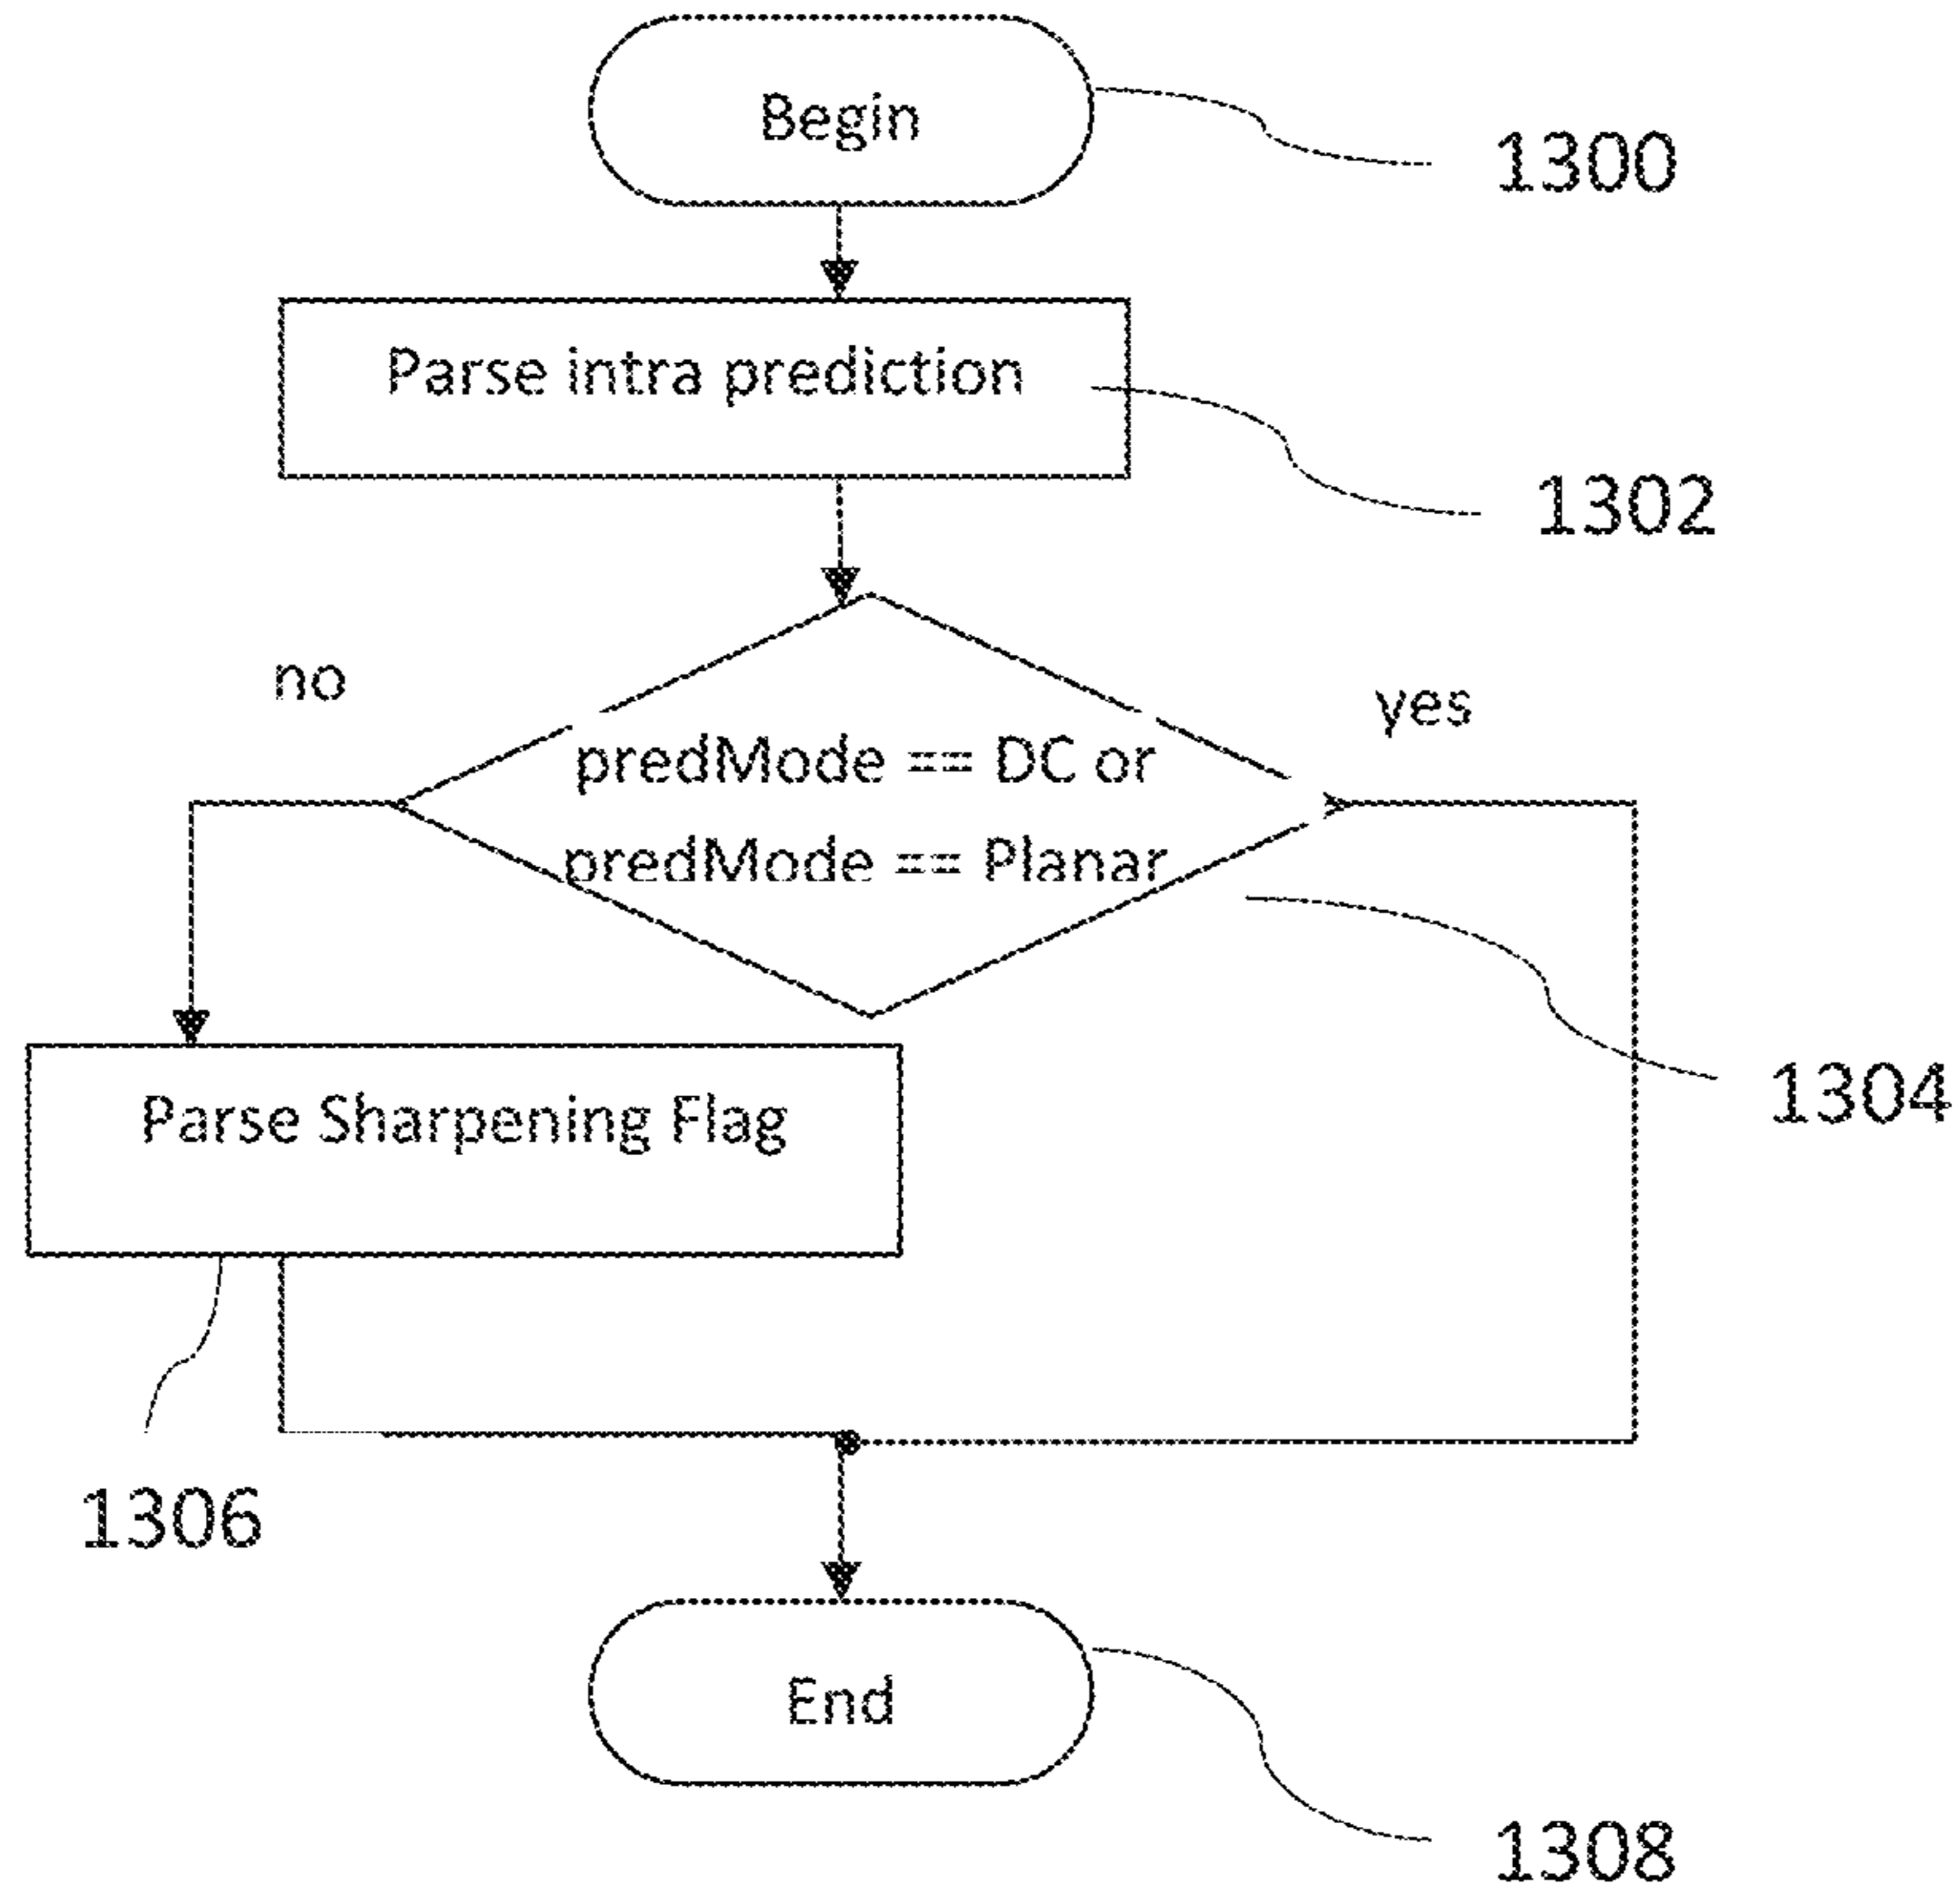 Begin
1300
Parse intra prediction
1302
no
yes
predMode == DC or
predMode == Planar
1304
Parse Sharpening Flag
1306
End
1308